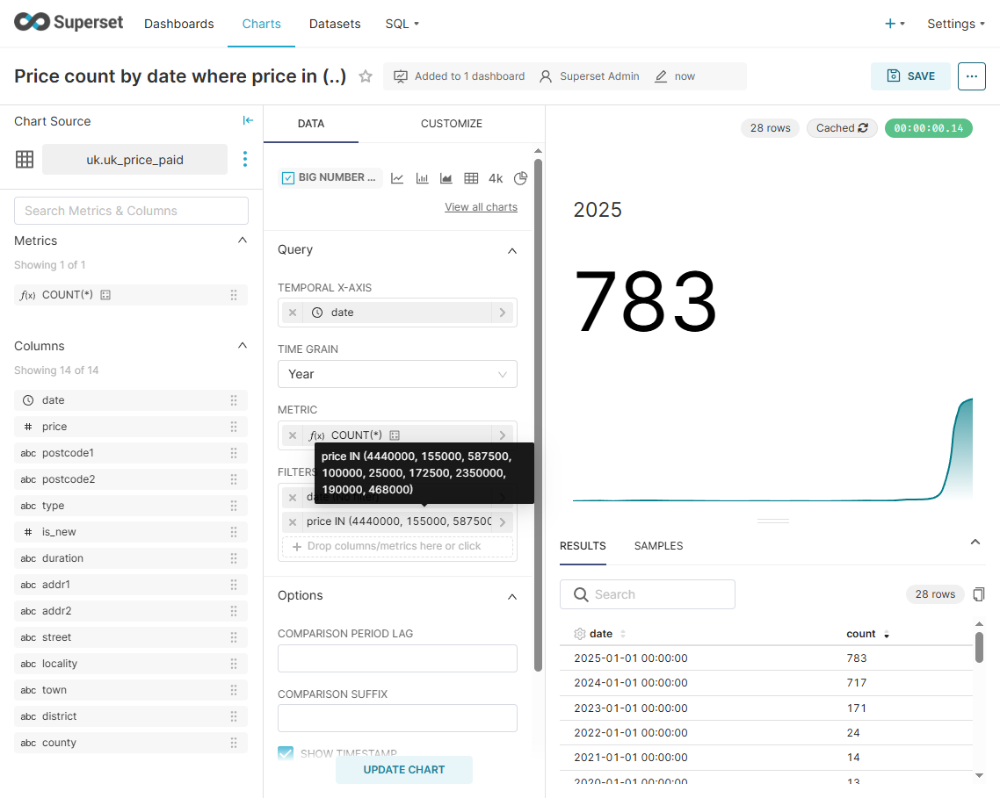 Superset
Dashboards
Charts
Datasets
SQL
+
Settings
Price count by date where price in (..)
Added to 1 dashboard
Superset Admin
now
SAVE
...
Chart Source
uk.uk_price_paid
Search Metrics & Columns
Metrics
Showing 1 of 1
f(x) COUNT(*)
Columns
Showing 14 of 14
date
# price
abc postcode1
abc postcode2
abc type
# is_new
abc duration
abc addr1
abc addr2
abc street
abc locality
abc town
abc district
abc county
DATA
CUSTOMIZE
BIG NUMBER ...
4k
View all charts
Query
TEMPORAL X-AXIS
date
TIME GRAIN
Year
METRIC
f(x) COUNT(*)
FILTERS
price IN (4440000, 155000, 587500,
100000, 25000, 172500, 2350000,
190000, 468000)
date (No filter)
price IN (4440000, 155000, 587500
+ Drop columns/metrics here or click
Options
COMPARISON PERIOD LAG
COMPARISON SUFFIX
SHOW TIMESTAMP
UPDATE CHART
28 rows
Cached
00:00:00.14
2025
783
RESULTS
SAMPLES
Search
28 rows
date count
2025-01-01 00:00:00 783
2024-01-01 00:00:00 717
2023-01-01 00:00:00 171
2022-01-01 00:00:00 24
2021-01-01 00:00:00 14
2020-01-01 00:00:00 13